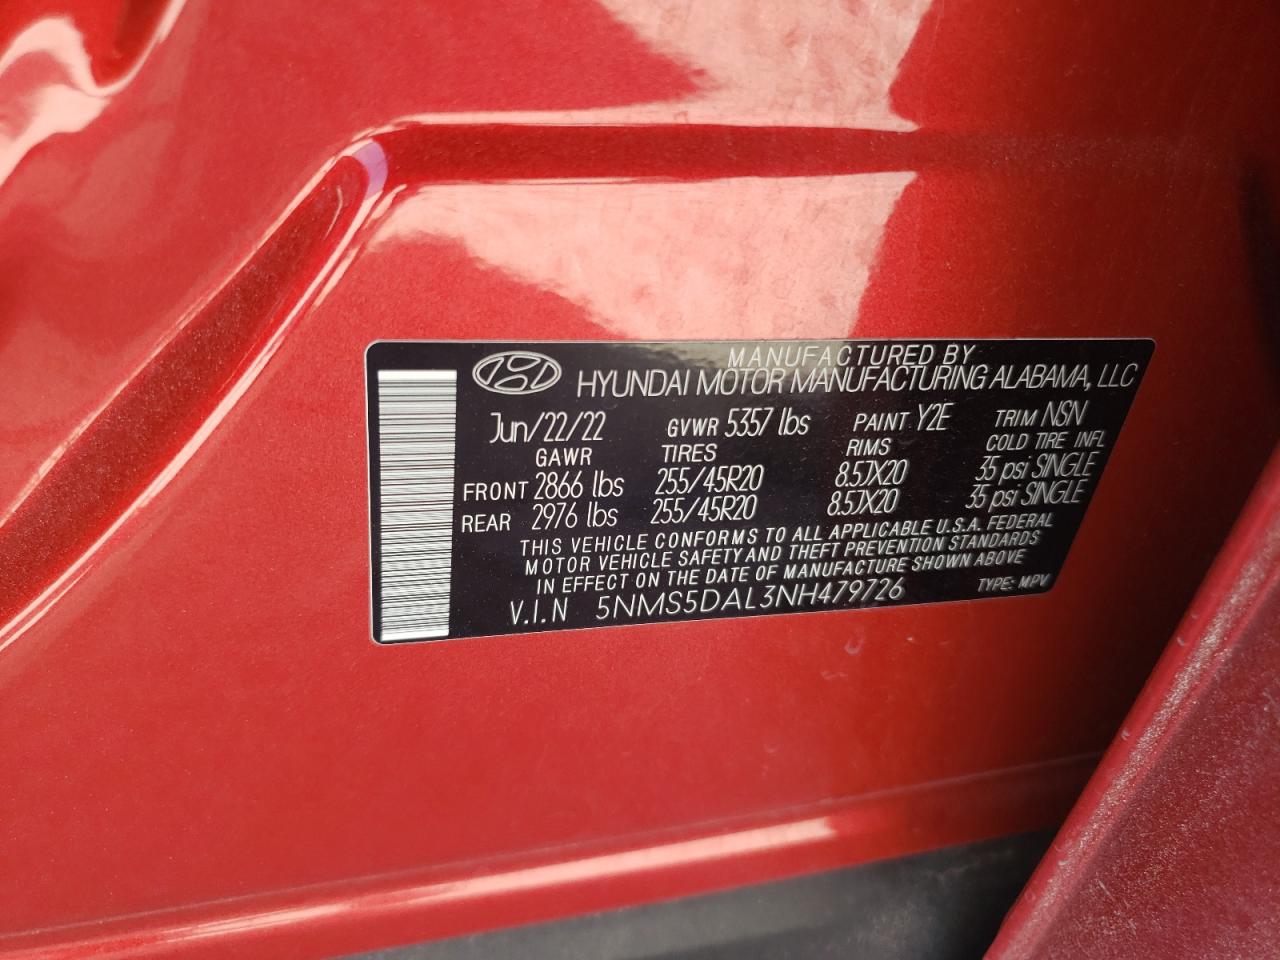 MANUFACTURED BY
HYUNDAI MOTOR MANUFACTURING ALABAMA, LLC
Jun/22/22 GVWR 5357 lbs PAINT Y2E TRIM NSN
GAWR TIRES RIMS COLD TIRE INFL
FRONT 2866 lbs 255/45R20 8.5JX20 35 psi SINGLE
REAR 2976 lbs 255/45R20 8.5JX20 35 psi SINGLE
THIS VEHICLE CONFORMS TO ALL APPLICABLE U.S.A. FEDERAL
MOTOR VEHICLE SAFETY AND THEFT PREVENTION STANDARDS
IN EFFECT ON THE DATE OF MANUFACTURE SHOWN ABOVE
V.I.N 5NMS5DAL3NH479726 TYPE: MPV